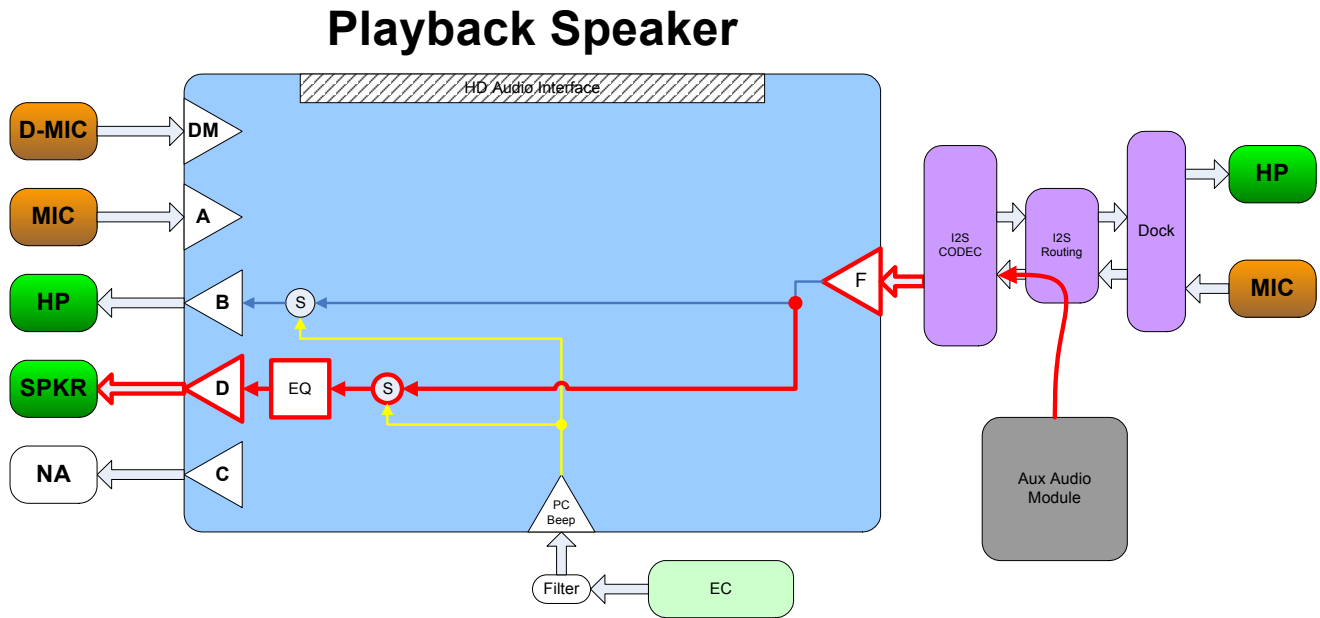 Playback Speaker
HD Audio Interface
D-MIC
DM
MIC
A
HP
B
S
SPKR
D
EQ
S
NA
C
PC
Beep
Filter
EC
F
I2S
CODEC
I2S
Routing
Dock
HP
MIC
Aux Audio
Module